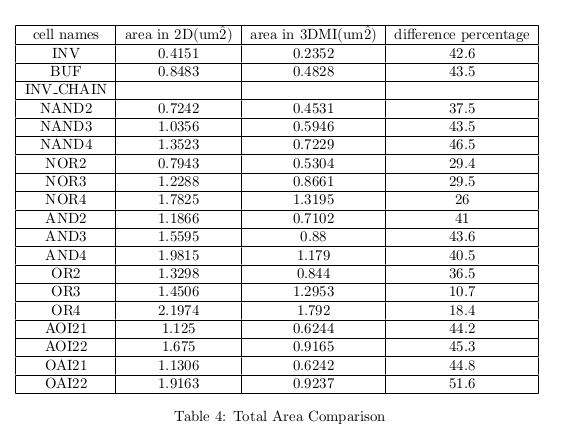 cell names area in 2D(um2̂) area in 3DMI(um2̂) difference percentage
INV 0.4151 0.2352 42.6
BUF 0.8483 0.4828 43.5
INV_CHAIN
NAND2 0.7242 0.4531 37.5
NAND3 1.0356 0.5946 43.5
NAND4 1.3523 0.7229 46.5
NOR2 0.7943 0.5304 29.4
NOR3 1.2288 0.8661 29.5
NOR4 1.7825 1.3195 26
AND2 1.1866 0.7102 41
AND3 1.5595 0.88 43.6
AND4 1.9815 1.179 40.5
OR2 1.3298 0.844 36.5
OR3 1.4506 1.2953 10.7
OR4 2.1974 1.792 18.4
AOI21 1.125 0.6244 44.2
AOI22 1.675 0.9165 45.3
OAI21 1.1306 0.6242 44.8
OAI22 1.9163 0.9237 51.6
Table 4: Total Area Comparison